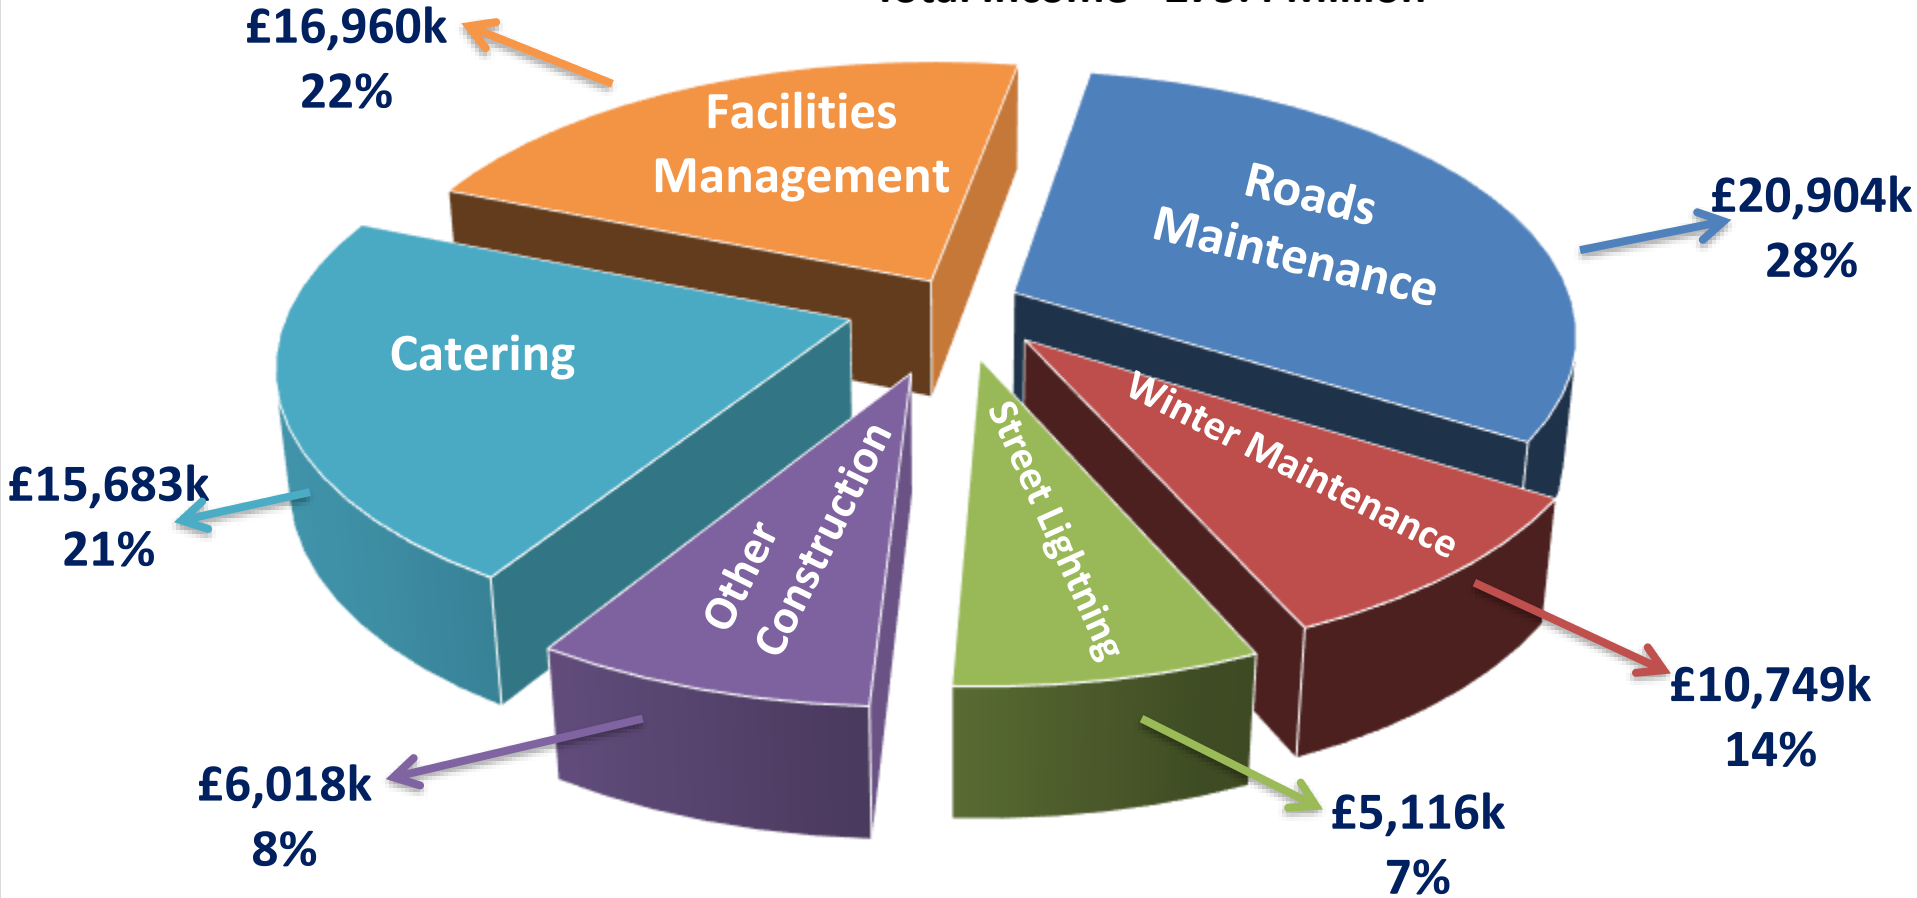 £16,960k
22%
Facilities
Management
Roads
Maintenance
£20,904k
28%
Catering
Winter Maintenance
£15,683k
21%
Other
Construction
Street Lightning
£10,749k
14%
£6,018k
8%
£5,116k
7%